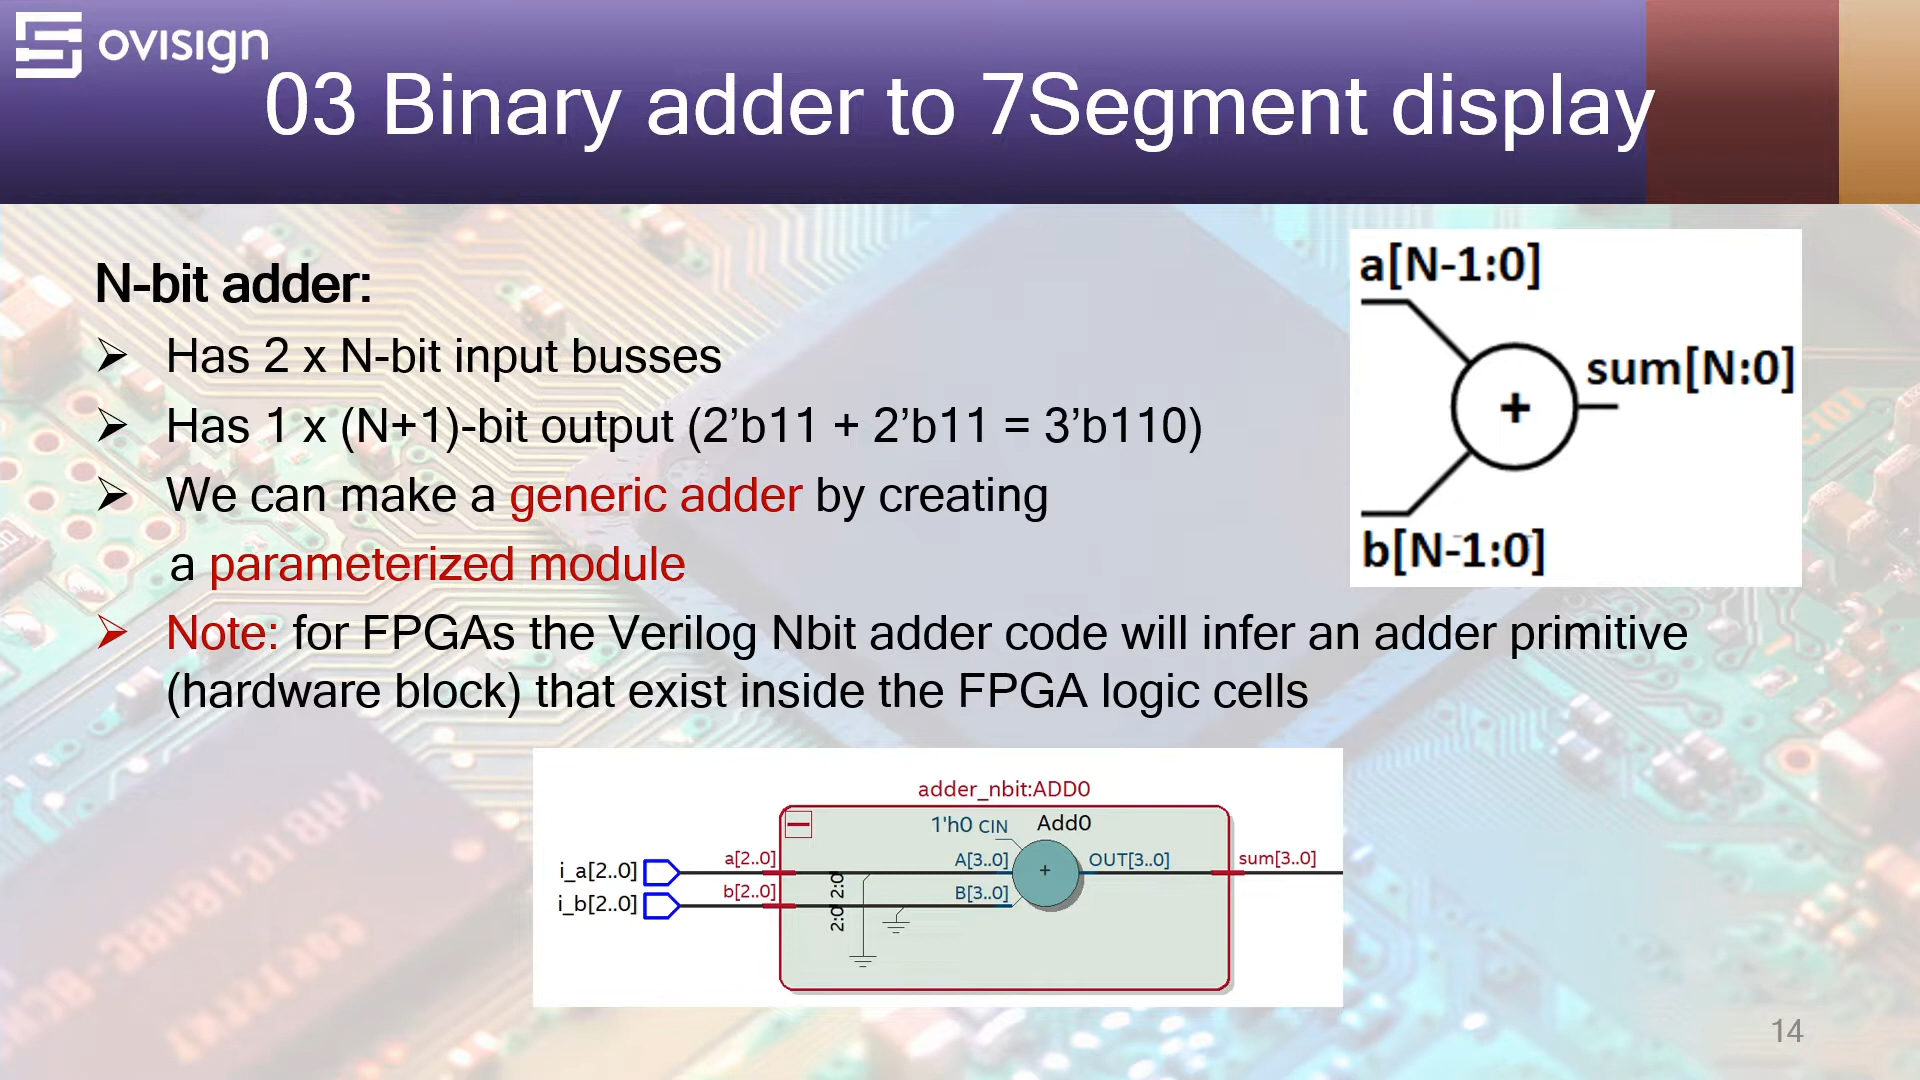 ovisign
03 Binary adder to 7Segment display
N-bit adder:
➢ Has 2 x N-bit input busses
➢ Has 1 x (N+1)-bit output (2’b11 + 2’b11 = 3’b110)
➢ We can make a generic adder by creating
a parameterized module
➢ Note: for FPGAs the Verilog Nbit adder code will infer an adder primitive
(hardware block) that exist inside the FPGA logic cells
a[N-1:0]
+
sum[N:0]
b[N-1:0]
adder_nbit:ADD0
1'h0 CIN Add0
i_a[2..0] a[2..0] 2:0 A[3..0] + OUT[3..0] sum[3..0]
i_b[2..0] b[2..0] 2:0 B[3..0]
14